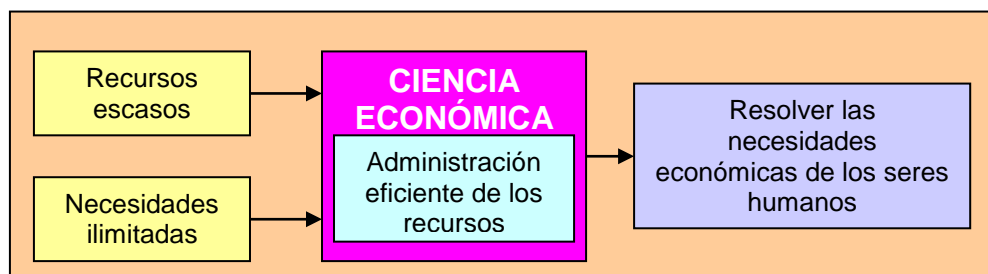 Recursos
escasos
Necesidades
ilimitadas
CIENCIA
ECONÓMICA
Administración
eficiente de los
recursos
Resolver las
necesidades
económicas de los seres
humanos